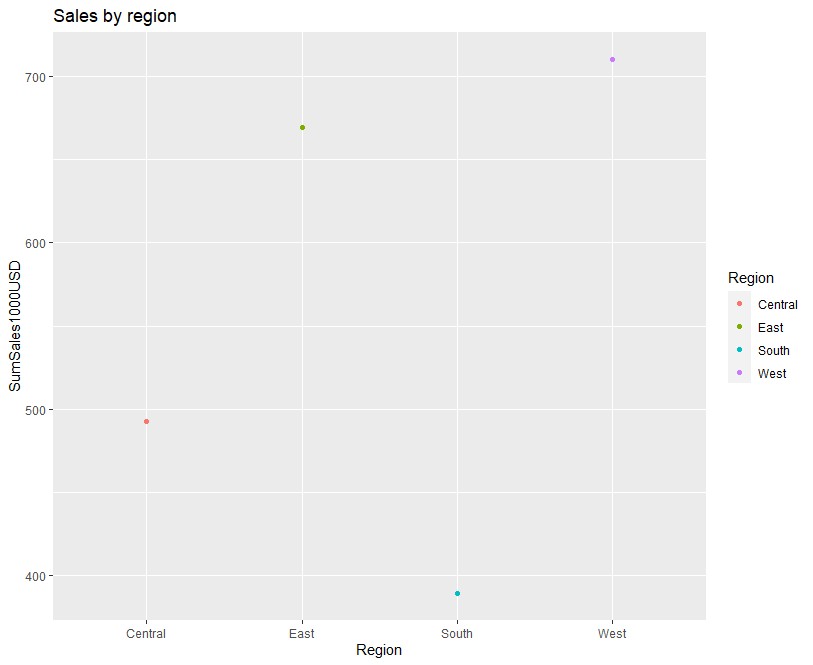 Sales by region
SumSales1000USD
700
600
500
400
Central East South West
Region
Region
Central
East
South
West